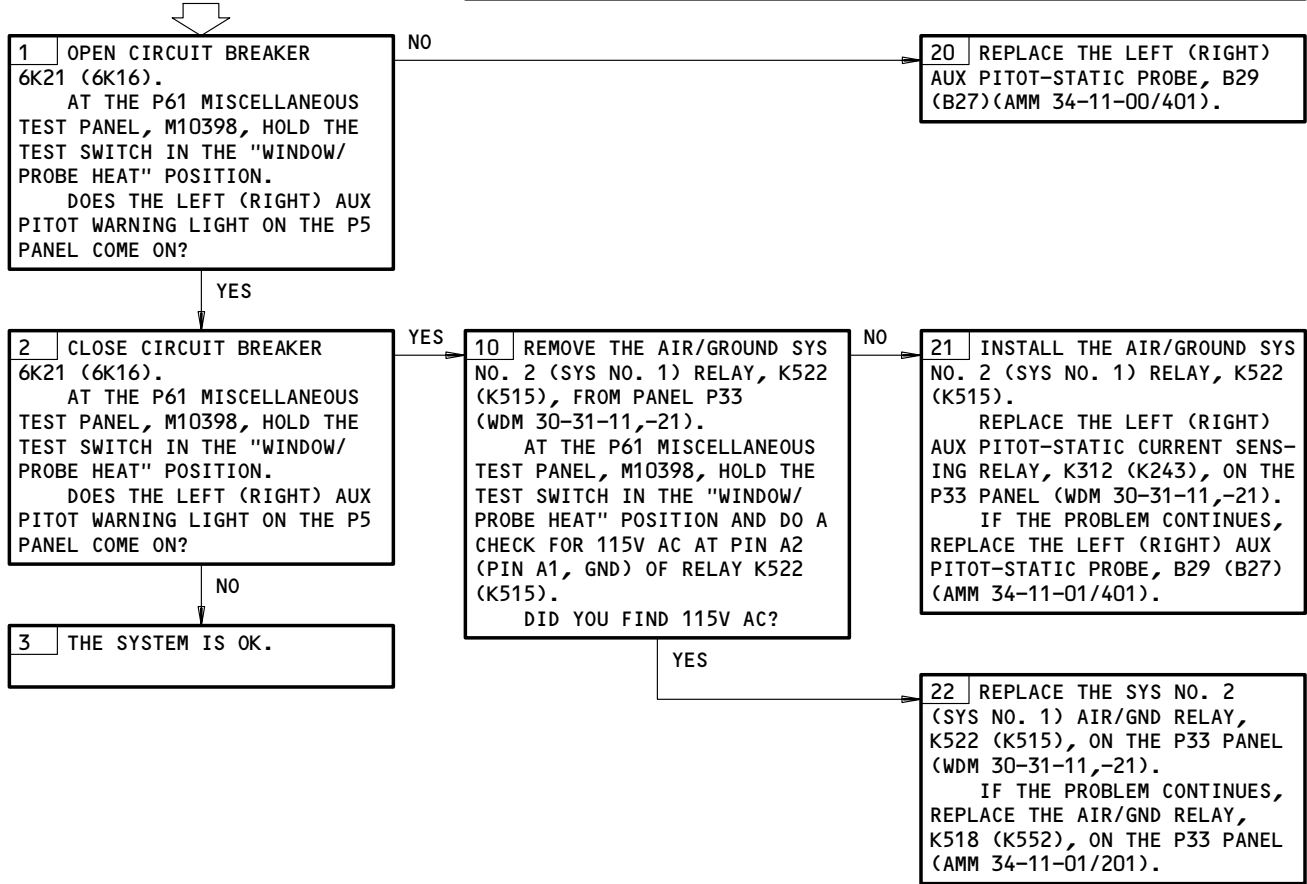 1 OPEN CIRCUIT BREAKER
6K21 (6K16).
AT THE P61 MISCELLANEOUS
TEST PANEL, M10398, HOLD THE
TEST SWITCH IN THE "WINDOW/
PROBE HEAT" POSITION.
DOES THE LEFT (RIGHT) AUX
PITOT WARNING LIGHT ON THE P5
PANEL COME ON?
NO
20 REPLACE THE LEFT (RIGHT)
AUX PITOT-STATIC PROBE, B29
(B27)(AMM 34-11-00/401).
YES
2 CLOSE CIRCUIT BREAKER
6K21 (6K16).
AT THE P61 MISCELLANEOUS
TEST PANEL, M10398, HOLD THE
TEST SWITCH IN THE "WINDOW/
PROBE HEAT" POSITION.
DOES THE LEFT (RIGHT) AUX
PITOT WARNING LIGHT ON THE P5
PANEL COME ON?
YES
10 REMOVE THE AIR/GROUND SYS
NO. 2 (SYS NO. 1) RELAY, K522
(K515), FROM PANEL P33
(WDM 30-31-11,-21).
AT THE P61 MISCELLANEOUS
TEST PANEL, M10398, HOLD THE
TEST SWITCH IN THE "WINDOW/
PROBE HEAT" POSITION AND DO A
CHECK FOR 115V AC AT PIN A2
(PIN A1, GND) OF RELAY K522
(K515).
DID YOU FIND 115V AC?
NO
21 INSTALL THE AIR/GROUND SYS
NO. 2 (SYS NO. 1) RELAY, K522
(K515).
REPLACE THE LEFT (RIGHT)
AUX PITOT-STATIC CURRENT SENS-
ING RELAY, K312 (K243), ON THE
P33 PANEL (WDM 30-31-11,-21).
IF THE PROBLEM CONTINUES,
REPLACE THE LEFT (RIGHT) AUX
PITOT-STATIC PROBE, B29 (B27)
(AMM 34-11-01/401).
NO
3 THE SYSTEM IS OK.
YES
22 REPLACE THE SYS NO. 2
(SYS NO. 1) AIR/GND RELAY,
K522 (K515), ON THE P33 PANEL
(WDM 30-31-11,-21).
IF THE PROBLEM CONTINUES,
REPLACE THE AIR/GND RELAY,
K518 (K552), ON THE P33 PANEL
(AMM 34-11-01/201).